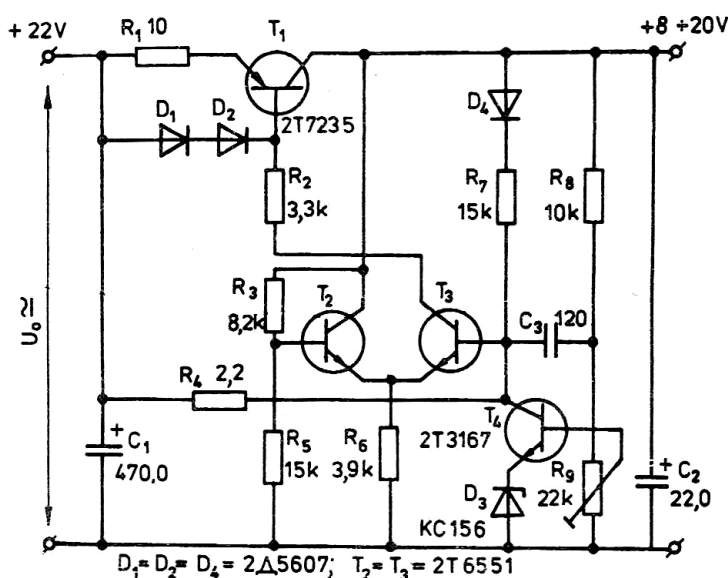 + 22V
R₁ 10
T₁
+8 ÷20V
2T7235
D₁
D₂
D₄
R₂
3,3k
R₇
15k
R₈
10k
U₀ ≅
R₃
8,2k
T₂
T₃
C₃
120
R₄
2,2
T₄
2T3167
+
C₁
470,0
R₅
15k
R₆
3,9k
D₃
KC156
R₉
22k
+
C₂
22,0
D₁= D₂= D₄= 2Д5607; T₂= T₃= 2T6551